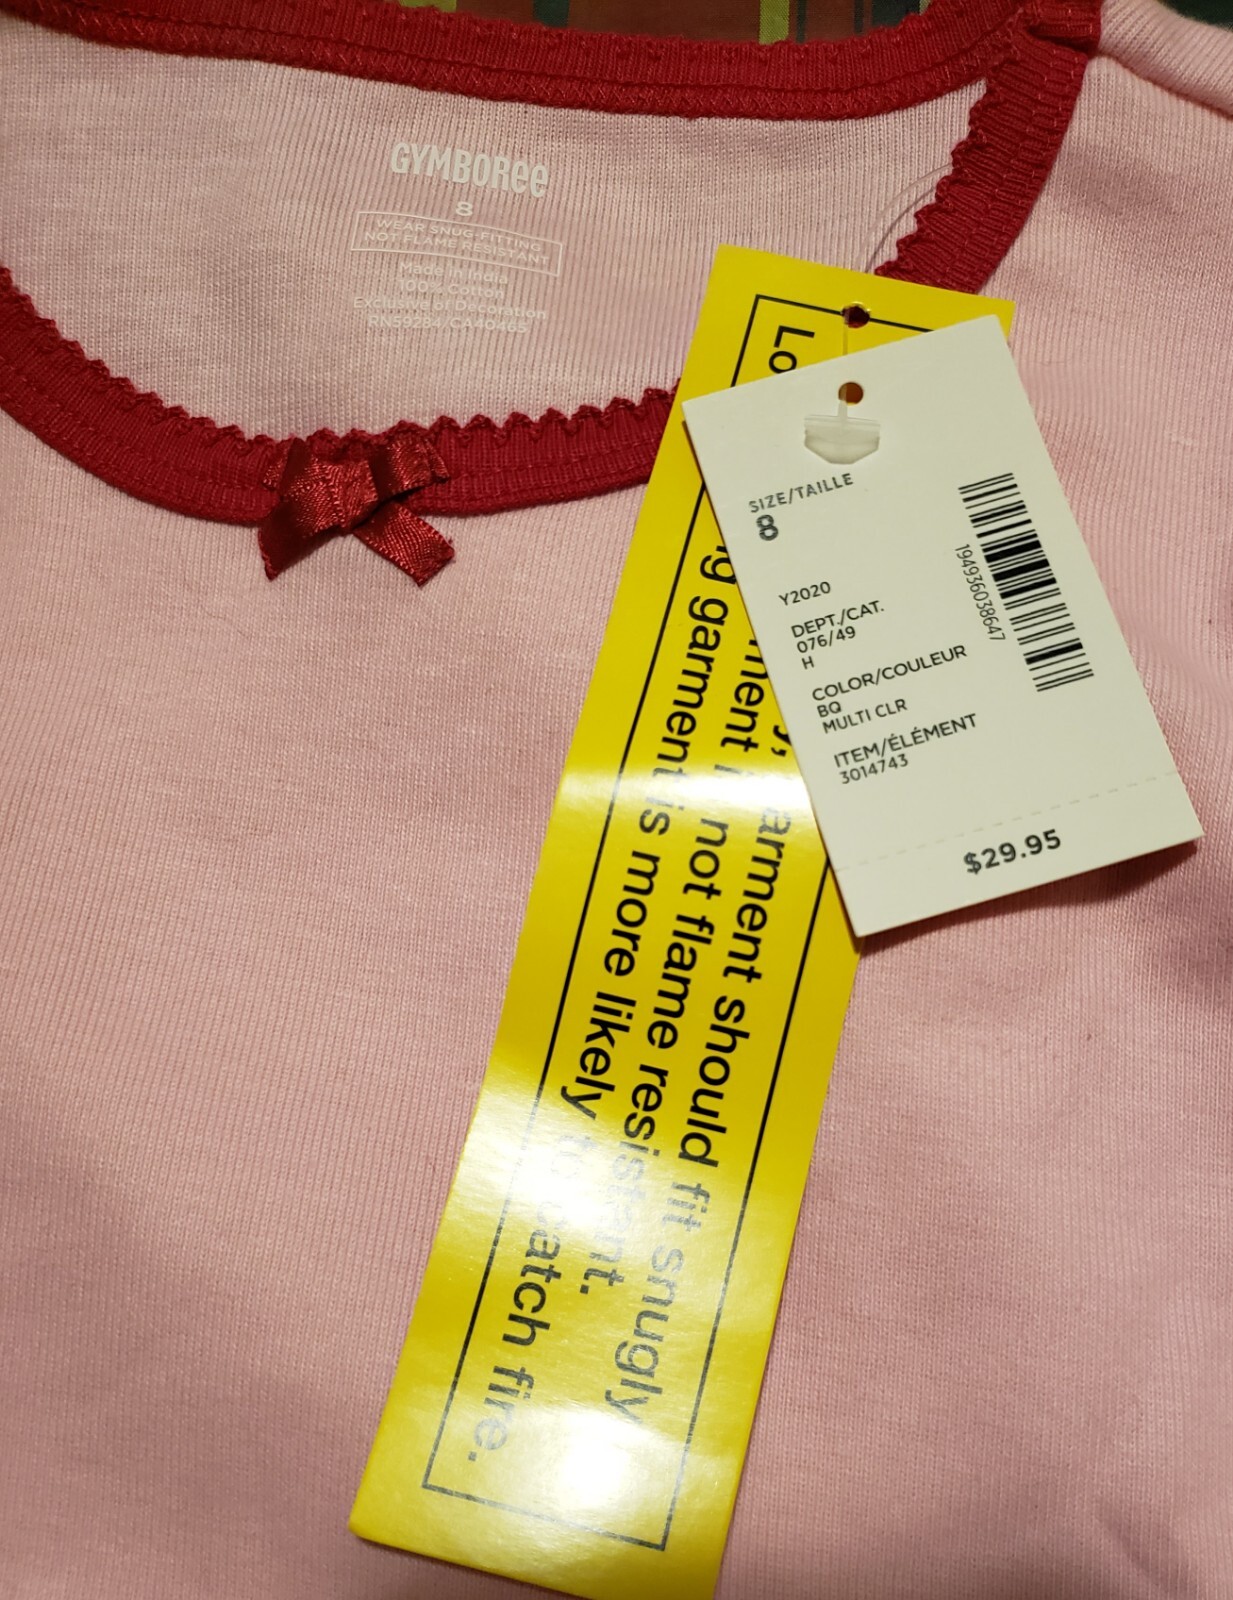 GYMBOREE
8
WEAR SNUG-FITTING
NOT FLAME RESISTANT
Made in India
100% Cotton
Exclusive of Decoration
RN59284/CA40465
SIZE/TAILLE
8
Y2020
DEPT./CAT.
076/49
H
COLOR/COULEUR
BQ
MULTI CLR
ITEM/ÉLÉMENT
3014743
$29.95
194936038647
garment should fit snugly
not flame resistant.
garment is more likely to catch fire.